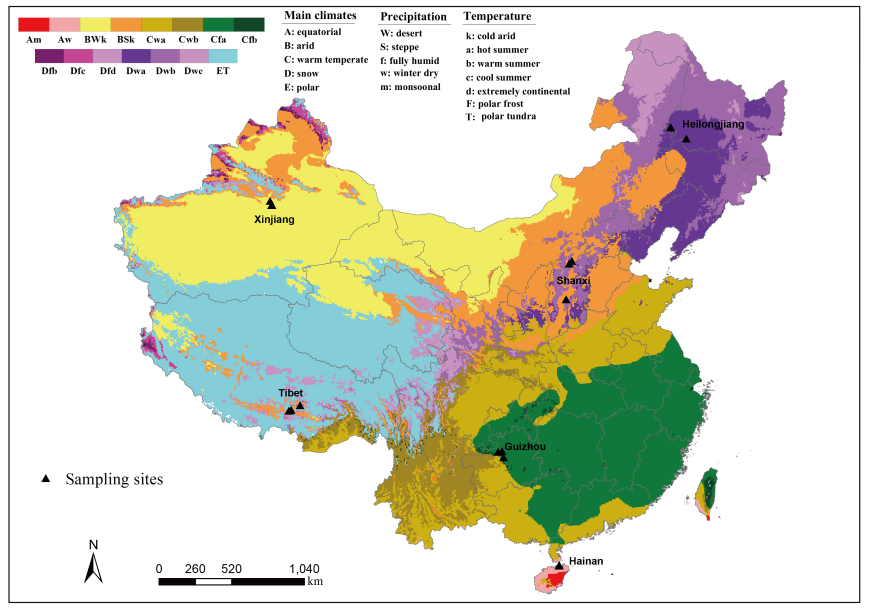 Am Aw BWk BSk Cwa Cwb Cfa Cfb
Dfb Dfc Dfd Dwa Dwb Dwc ET
Main climates
A: equatorial
B: arid
C: warm temperate
D: snow
E: polar
Precipitation
W: desert
S: steppe
f: fully humid
w: winter dry
m: monsoonal
Temperature
k: cold arid
a: hot summer
b: warm summer
c: cool summer
d: extremely continental
F: polar frost
T: polar tundra
Heilongjiang
Xinjiang
Shanxi
Tibet
Guizhou
Hainan
Sampling sites
N
0 260 520 1,040
km